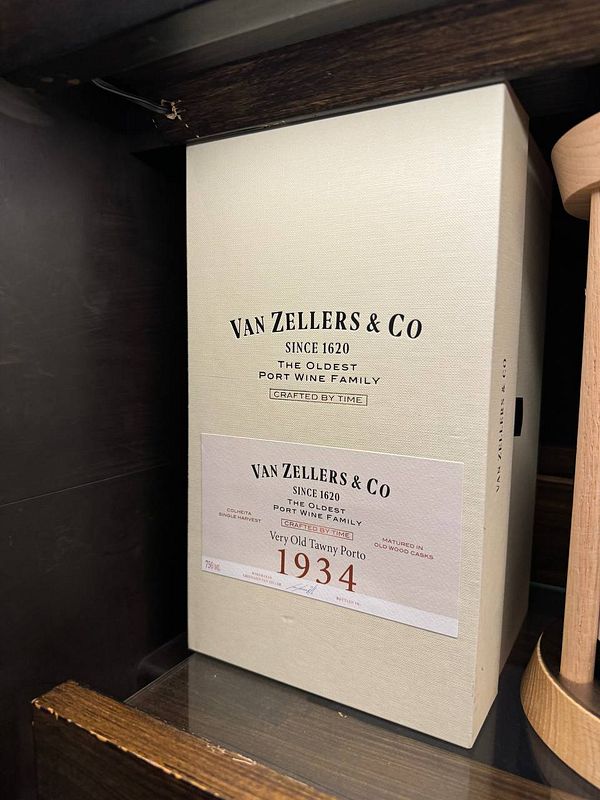 VAN ZELLERS & CO
SINCE 1620
THE OLDEST
PORT WINE FAMILY
CRAFTED BY TIME
VAN ZELLERS & CO
SINCE 1620
THE OLDEST
PORT WINE FAMILY
CRAFTED BY TIME
COLHEITA
SINGLE HARVEST
MATURED IN
OLD WOOD CASKS
Very Old Tawny Porto
1934
BOTTLED IN
VAN ZELLERS & CO